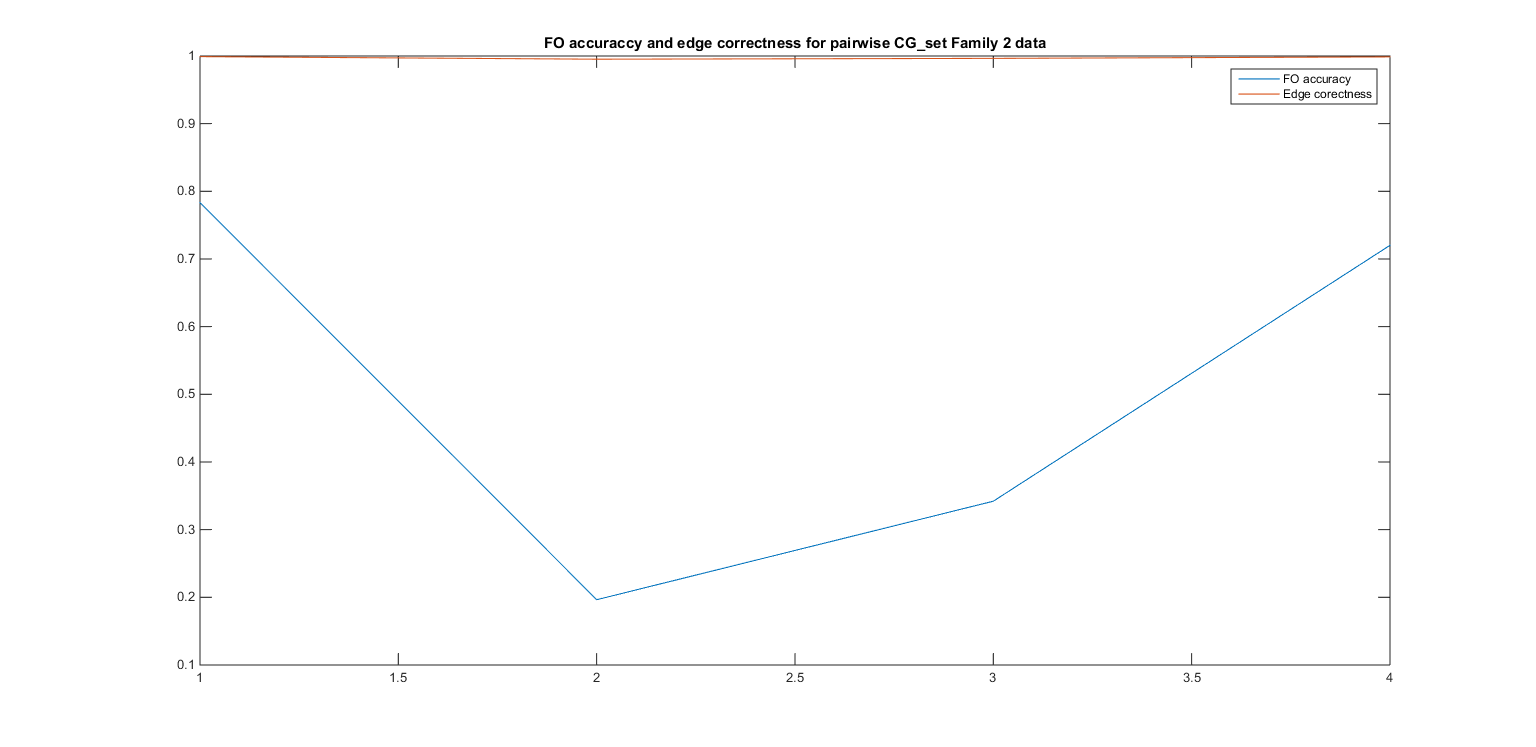 FO accuraccy and edge correctness for pairwise CG_set Family 2 data
1
FO accuracy
Edge corectness
0.9
0.8
0.7
0.6
0.5
0.4
0.3
0.2
0.1
1 1.5 2 2.5 3 3.5 4